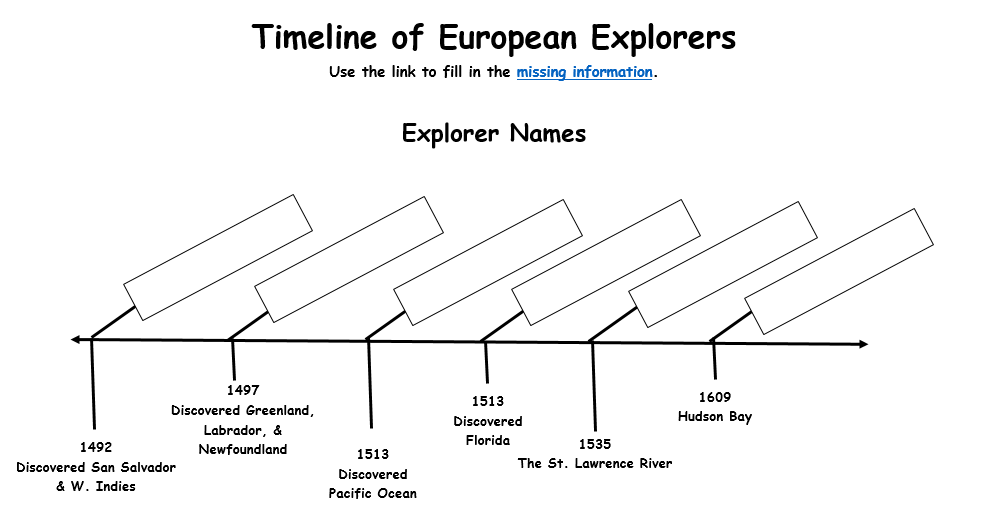 Timeline of European Explorers
Use the link to fill in the missing information.
Explorer Names
1492
Discovered San Salvador
& W. Indies
1497
Discovered Greenland,
Labrador, &
Newfoundland
1513
Discovered
Pacific Ocean
1513
Discovered
Florida
1535
The St. Lawrence River
1609
Hudson Bay